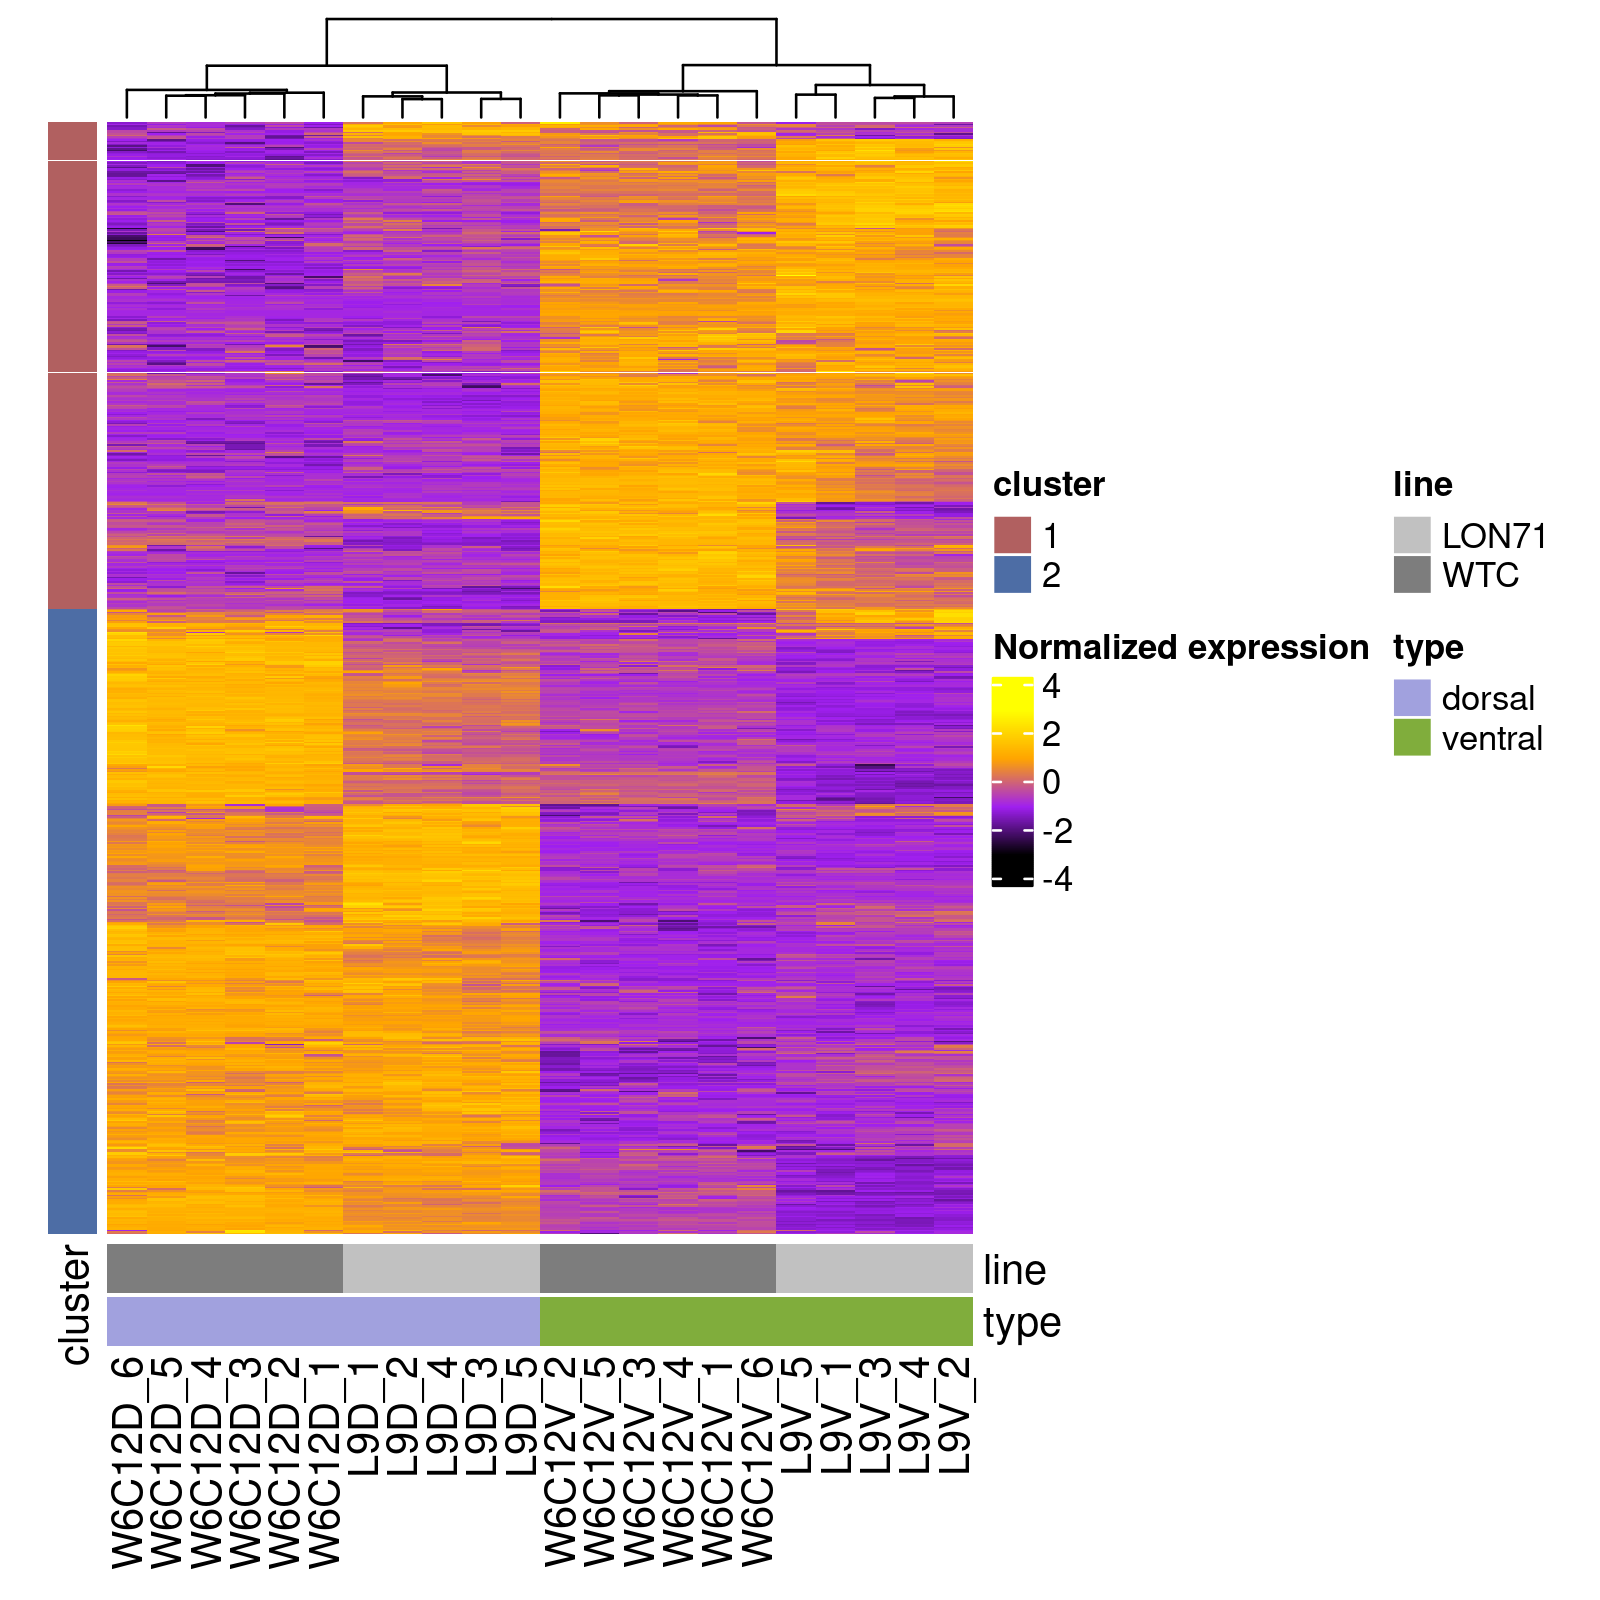 cluster
1
2
line
LON71
WTC
Normalized expression
4
2
0
-2
-4
type
dorsal
ventral
line
type
cluster
W6C12D_6
W6C12D_5
W6C12D_4
W6C12D_3
W6C12D_2
W6C12D_1
L9D_1
L9D_2
L9D_4
L9D_3
L9D_5
W6C12V_2
W6C12V_5
W6C12V_3
W6C12V_4
W6C12V_1
W6C12V_6
L9V_5
L9V_1
L9V_3
L9V_4
L9V_2